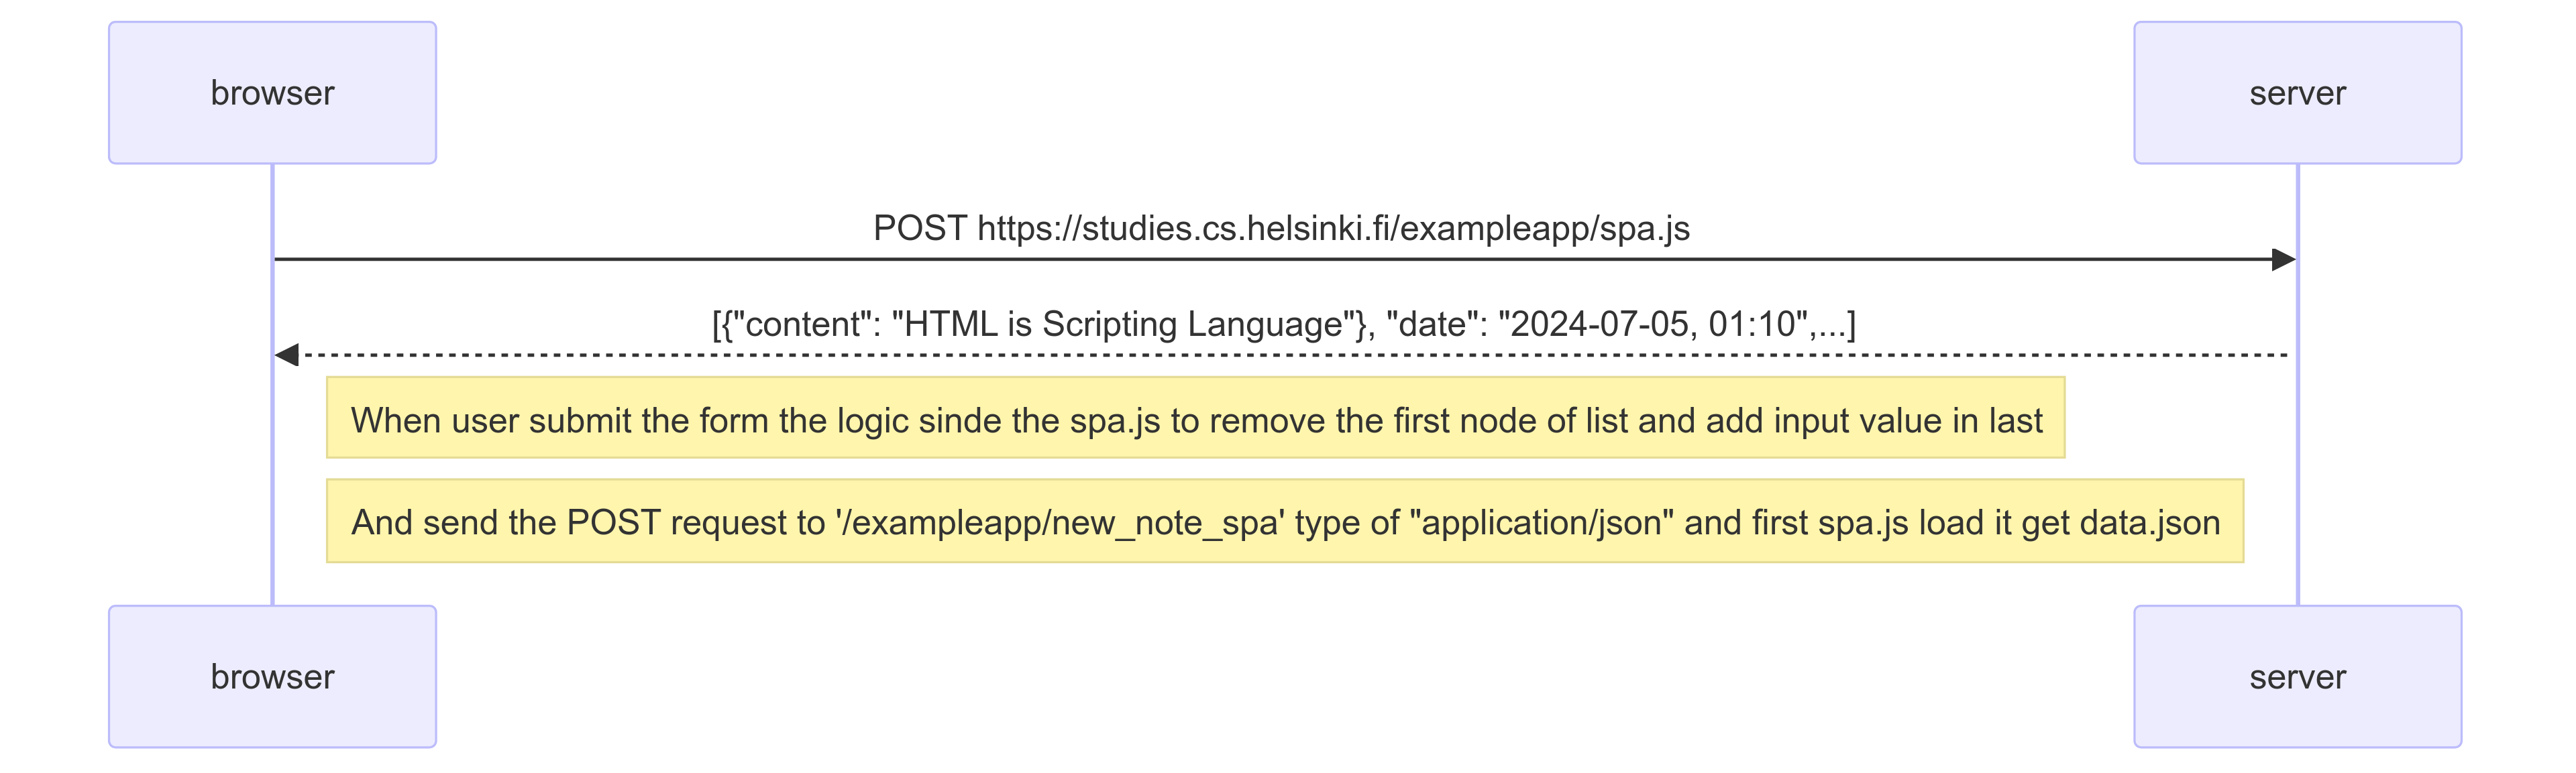 browser
server
POST https://studies.cs.helsinki.fi/exampleapp/spa.js
[{"content": "HTML is Scripting Language"}, "date": "2024-07-05, 01:10",...]
When user submit the form the logic sinde the spa.js to remove the first node of list and add input value in last
And send the POST request to '/exampleapp/new_note_spa' type of "application/json" and first spa.js load it get data.json
browser
server